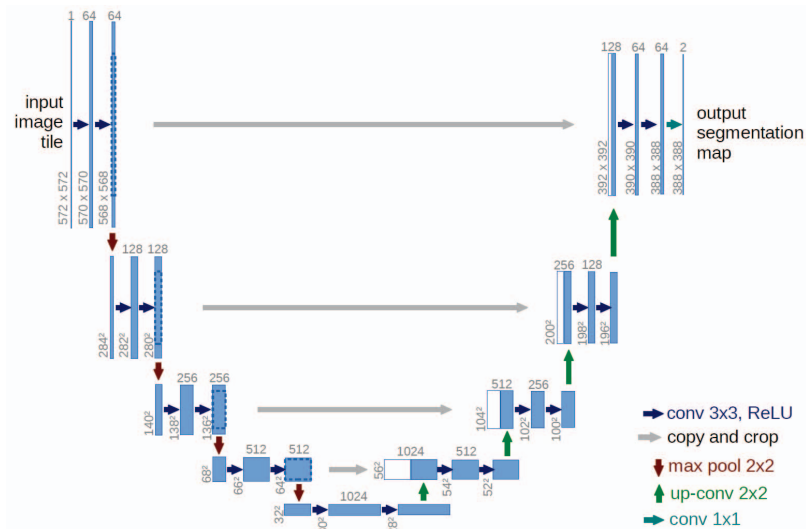 1 64 64
128 64 64 2
input
image
tile
output
segmentation
map
572 x 572
570 x 570
568 x 568
392 x 392
390 x 390
388 x 388
388 x 388
128 128
256 128
284²
282²
280²
200²
198²
196²
256 256
512 256
140²
138²
136²
104²
102²
100²
512 512
1024 512
68²
66²
64²
56²
54²
52²
1024
32²
conv 3x3, ReLU
copy and crop
max pool 2x2
up-conv 2x2
conv 1x1